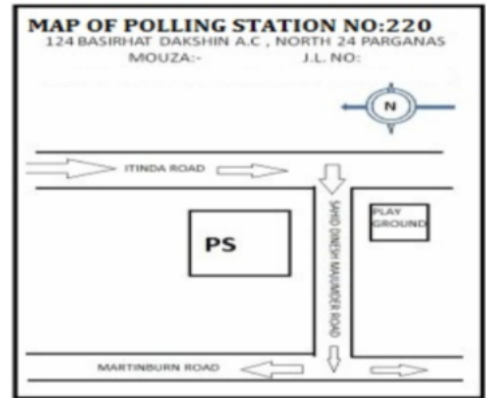 MAP OF POLLING STATION NO:220
124 BASIRHAT DAKSHIN A.C , NORTH 24 PARGANAS
MOUZA:- J.L. NO:
N
ITINDA ROAD
SAHID DINESH MAJUMDER ROAD
PLAY
GROUND
PS
MARTINBURN ROAD